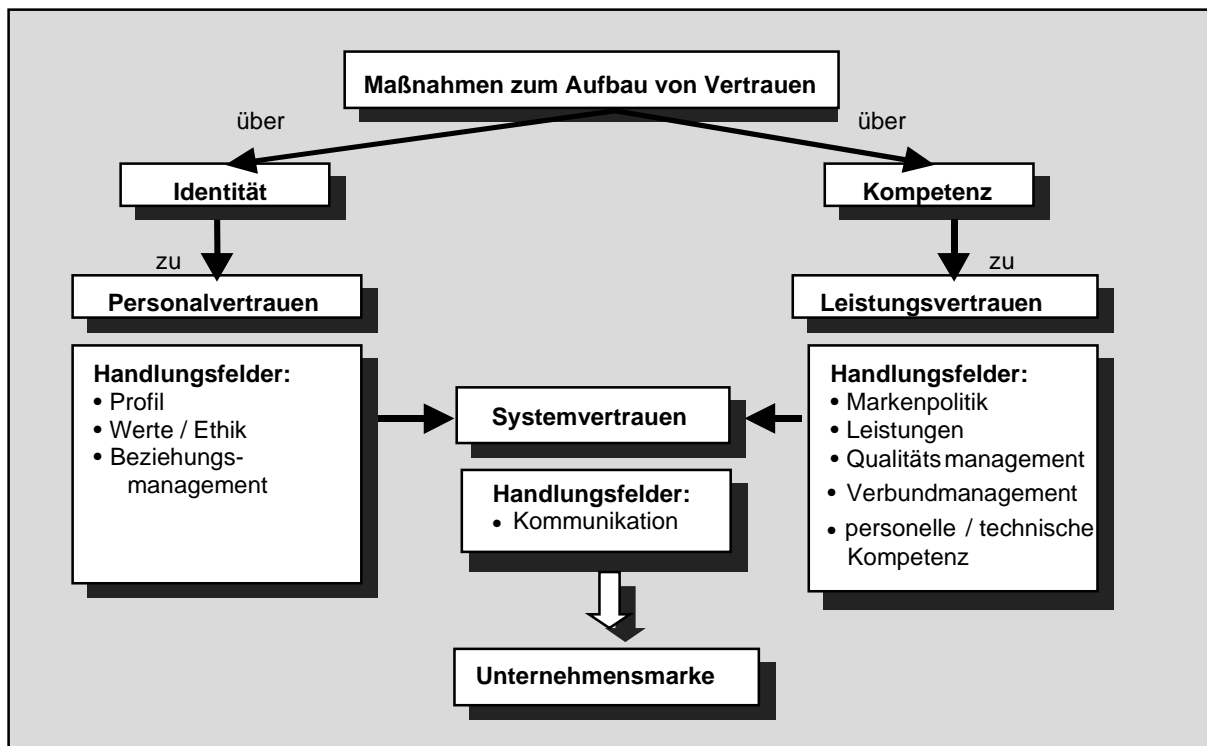 Maßnahmen zum Aufbau von Vertrauen
über
über
Identität
Kompetenz
zu
zu
Personalvertrauen
Leistungsvertrauen
Handlungsfelder:
• Profil
• Werte / Ethik
• Beziehungs-
management
Systemvertrauen
Handlungsfelder:
• Kommunikation
Handlungsfelder:
• Markenpolitik
• Leistungen
• Qualitätsmanagement
• Verbundmanagement
• personelle / technische
Kompetenz
Unternehmensmarke